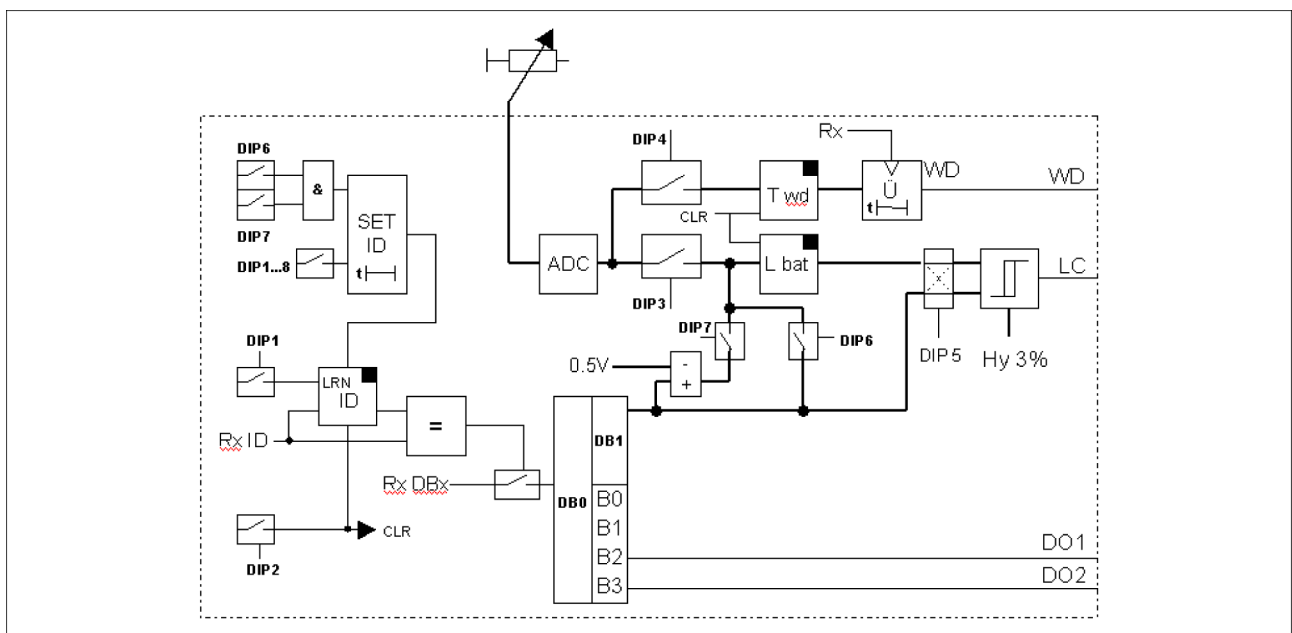 DIP6
&
DIP7
SET
ID
t
DIP1...8
DIP1
LRN
ID
Rx ID
=
DIP2
CLR
Rx DBx
ADC
DIP4
DIP3
CLR
T wd
L bat
Rx
Ü
t
WD
WD
DIP7
DIP6
0.5V
-
+
x
DIP5
Hy 3%
LC
DB0
DB1
B0
B1
B2
B3
DO1
DO2